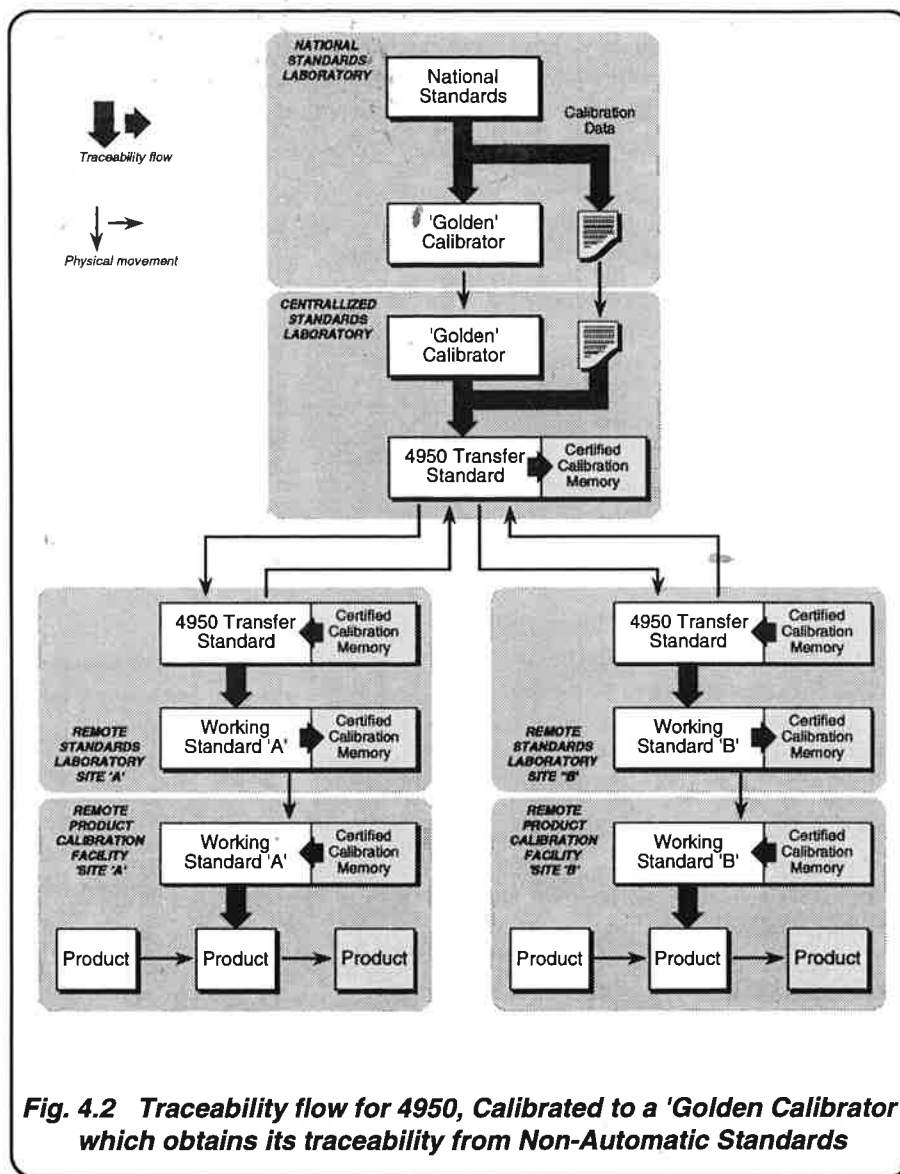 NATIONAL
STANDARDS
LABORATORY
National
Standards
Calibration
Data
Traceability flow
'Golden'
Calibrator
Physical movement
CENTRALLIZED
STANDARDS
LABORATORY
'Golden'
Calibrator
4950 Transfer
Standard
Certified
Calibration
Memory
4950 Transfer
Standard
Certified
Calibration
Memory
REMOTE
STANDARDS
LABORATORY
SITE 'A'
Working
Standard 'A'
Certified
Calibration
Memory
REMOTE
PRODUCT
CALIBRATION
FACILITY
'SITE 'A'
Working
Standard 'A'
Certified
Calibration
Memory
Product
Product
Product
4950 Transfer
Standard
Certified
Calibration
Memory
REMOTE
STANDARDS
LABORATORY
SITE "B'
Working
Standard 'B'
Certified
Calibration
Memory
REMOTE
PRODUCT
CALIBRATION
FACILITY
'SITE 'B'
Working
Standard 'B'
Certified
Calibration
Memory
Product
Product
Product
Fig. 4.2 Traceability flow for 4950, Calibrated to a 'Golden Calibrator
which obtains its traceability from Non-Automatic Standards